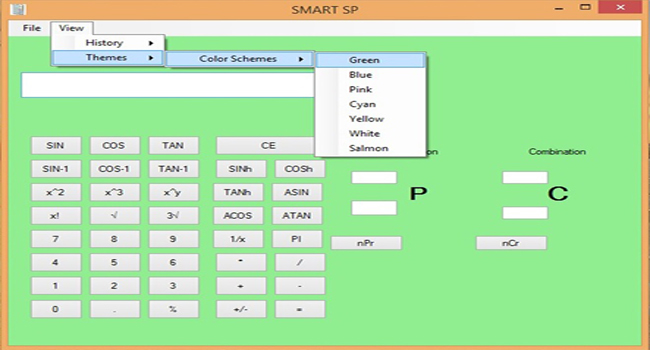 SMART SP
File View
History
Themes Color Schemes Green
Blue
Pink
Cyan
Yellow
White
Salmon
on Combination
SIN COS TAN CE
SIN-1 COS-1 TAN-1 SINh COSh
x^2 x^3 x^y TANh ASIN
P C
x! √ 3√ ACOS ATAN
7 8 9 1/x PI nPr nCr
4 5 6 * /
1 2 3 + -
0 . % +/- =